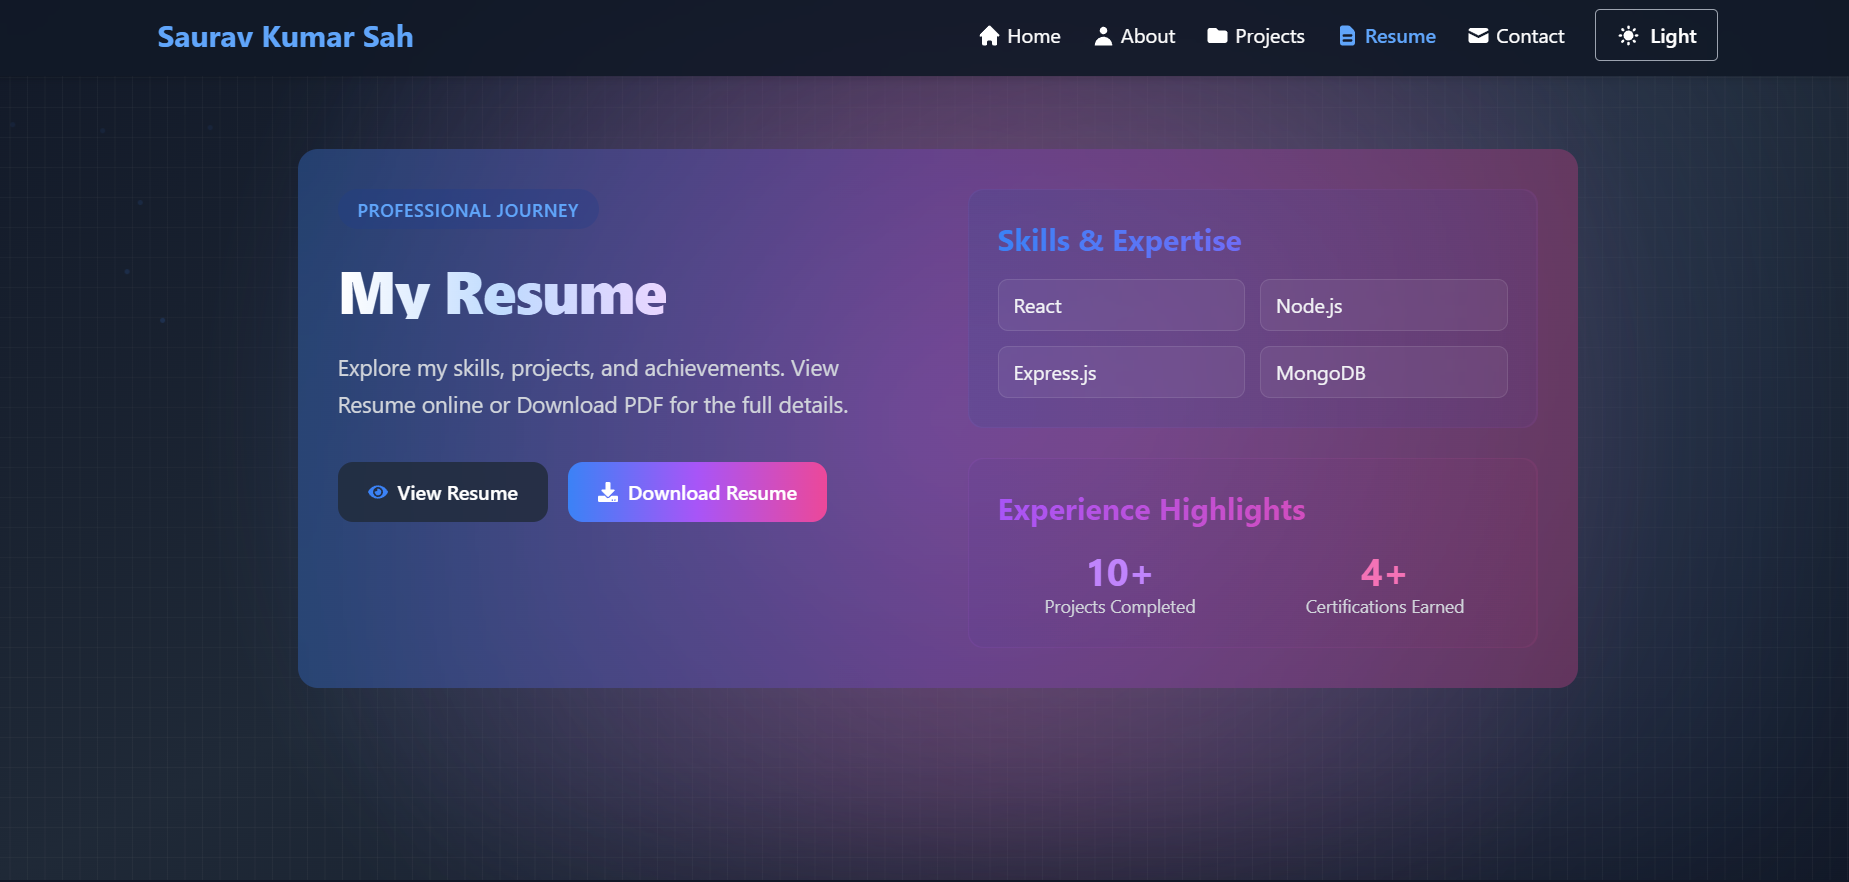 Saurav Kumar Sah
Home
About
Projects
Resume
Contact
Light
PROFESSIONAL JOURNEY
My Resume
Explore my skills, projects, and achievements. View
Resume online or Download PDF for the full details.
View Resume
Download Resume
Skills & Expertise
React
Node.js
Express.js
MongoDB
Experience Highlights
10+
Projects Completed
4+
Certifications Earned